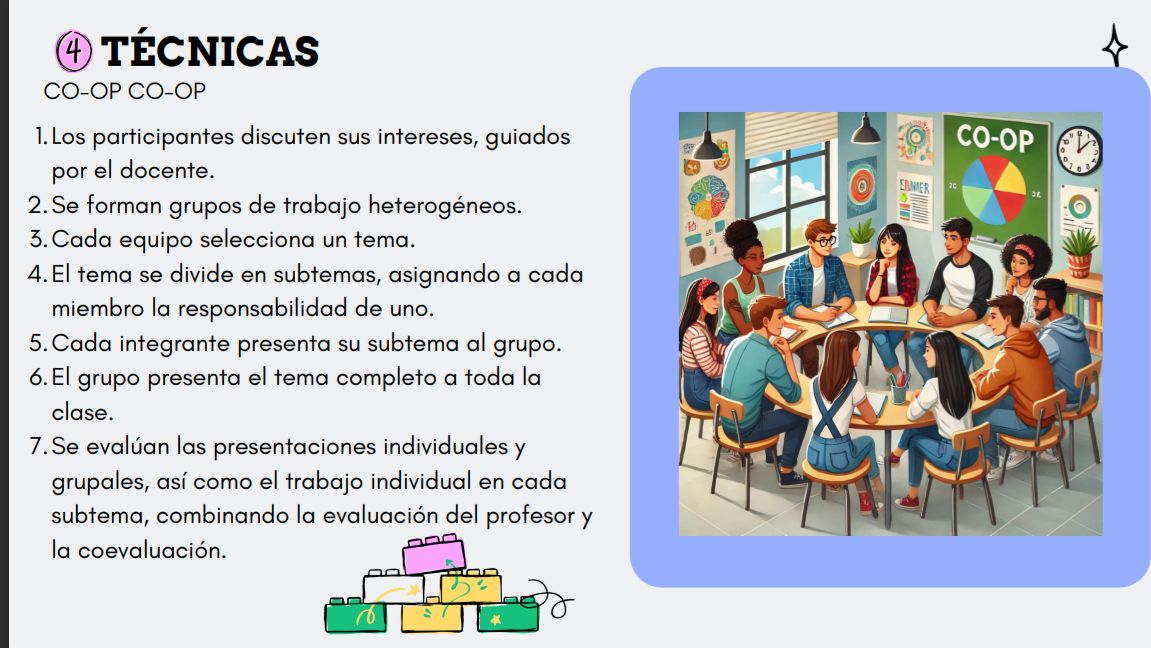 4 TÉCNICAS
CO-OP CO-OP
1. Los participantes discuten sus intereses, guiados
por el docente.
2. Se forman grupos de trabajo heterogéneos.
3. Cada equipo selecciona un tema.
4. El tema se divide en subtemas, asignando a cada
miembro la responsabilidad de uno.
5. Cada integrante presenta su subtema al grupo.
6. El grupo presenta el tema completo a toda la
clase.
7. Se evalúan las presentaciones individuales y
grupales, así como el trabajo individual en cada
subtema, combinando la evaluación del profesor y
la coevaluación.
CO-OP